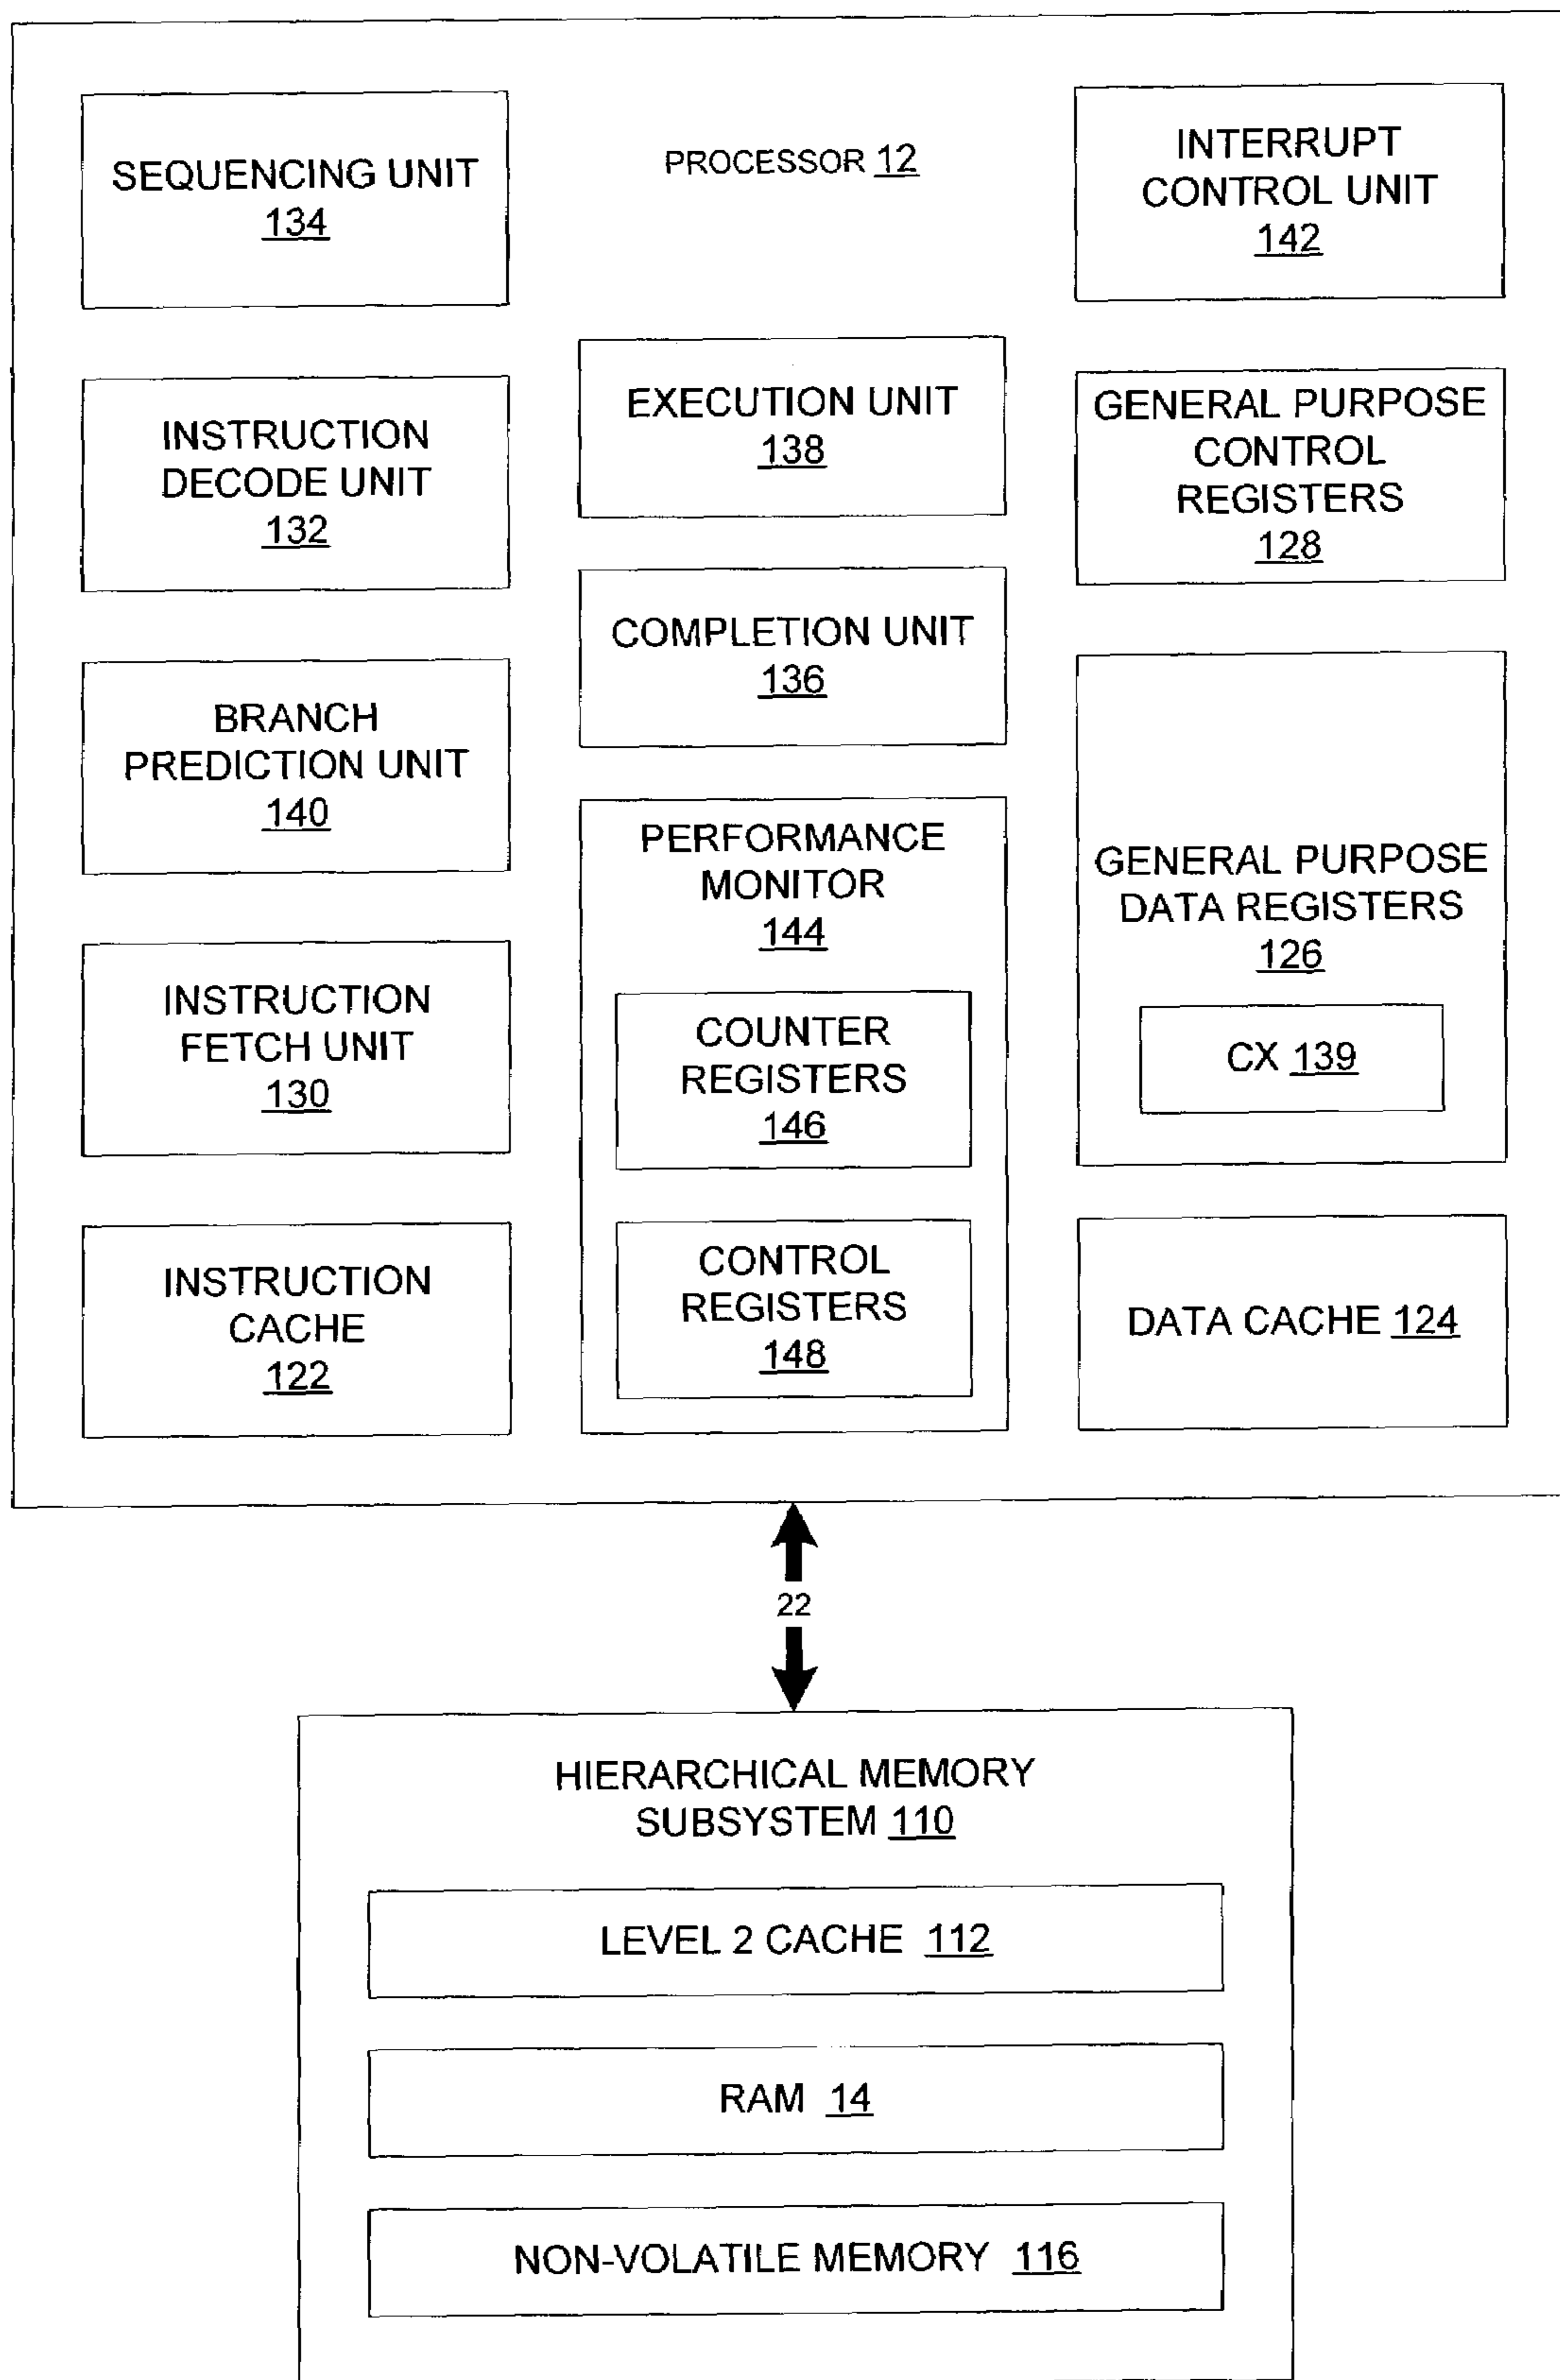 PROCESSOR 12
SEQUENCING UNIT
134
INSTRUCTION
DECODE UNIT
132
BRANCH
PREDICTION UNIT
140
INSTRUCTION
FETCH UNIT
130
INSTRUCTION
CACHE
122
EXECUTION UNIT
138
COMPLETION UNIT
136
PERFORMANCE
MONITOR
144
COUNTER
REGISTERS
146
CONTROL
REGISTERS
148
INTERRUPT
CONTROL UNIT
142
GENERAL PURPOSE
CONTROL
REGISTERS
128
GENERAL PURPOSE
DATA REGISTERS
126
CX 139
DATA CACHE 124
22
HIERARCHICAL MEMORY
SUBSYSTEM 110
LEVEL 2 CACHE 112
RAM 14
NON-VOLATILE MEMORY 116